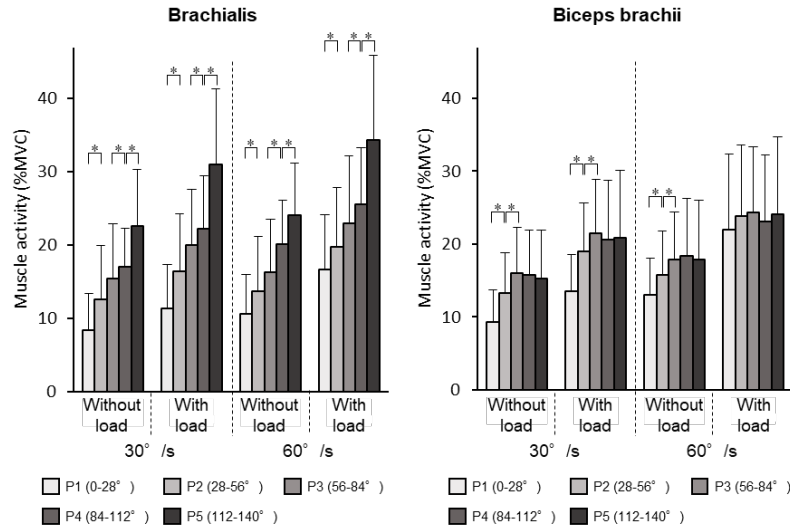 Brachialis
Biceps brachii
Muscle activity (%MVC)
40
30
20
10
0
* * * *
* * * *
* * * *
* * * *
Without load
With load
Without load
With load
30° /s
60° /s
P1 (0-28° )
P2 (28-56° )
P3 (56-84° )
P4 (84-112° )
P5 (112-140° )
Muscle activity (%MVC)
40
30
20
10
0
* *
* *
* *
Without load
With load
Without load
With load
30° /s
60° /s
P1 (0-28° )
P2 (28-56° )
P3 (56-84° )
P4 (84-112° )
P5 (112-140° )